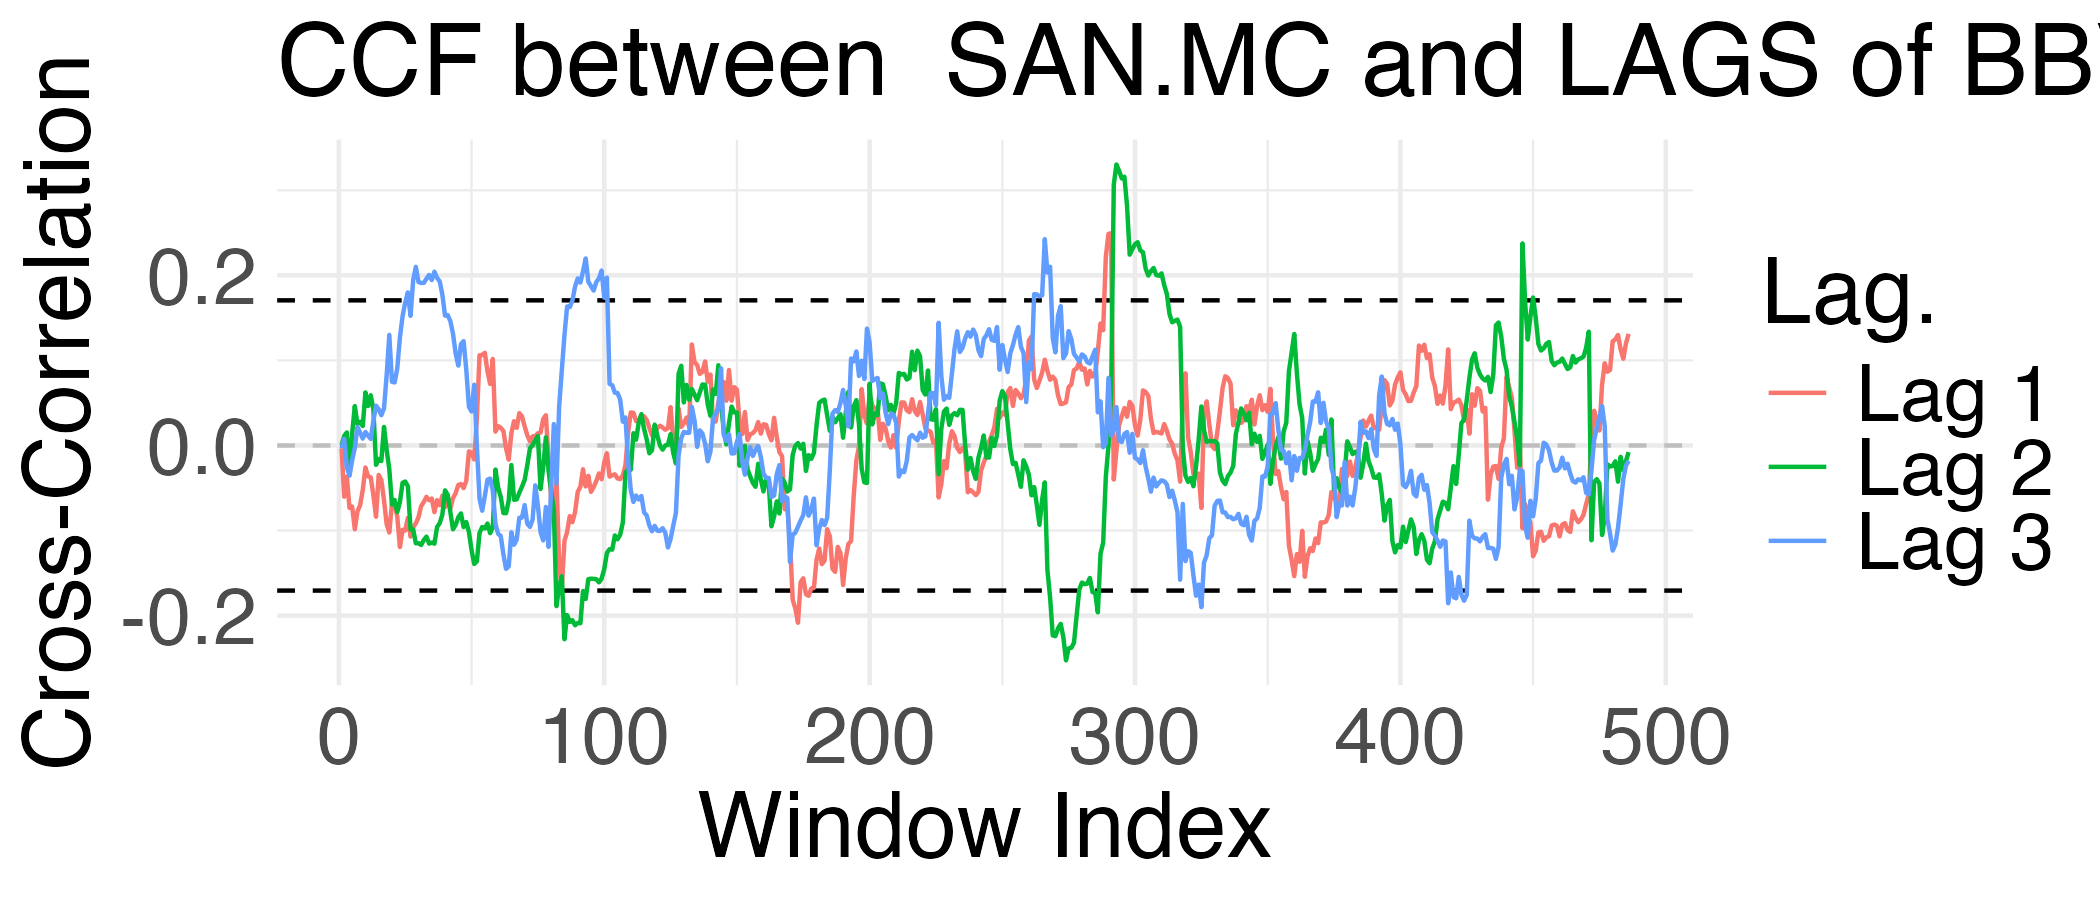 CCF between SAN.MC and LAGS of BB
Cross-Correlation
0.2
0.0
-0.2
0
100
200
300
400
500
Window Index
Lag.
Lag 1
Lag 2
Lag 3